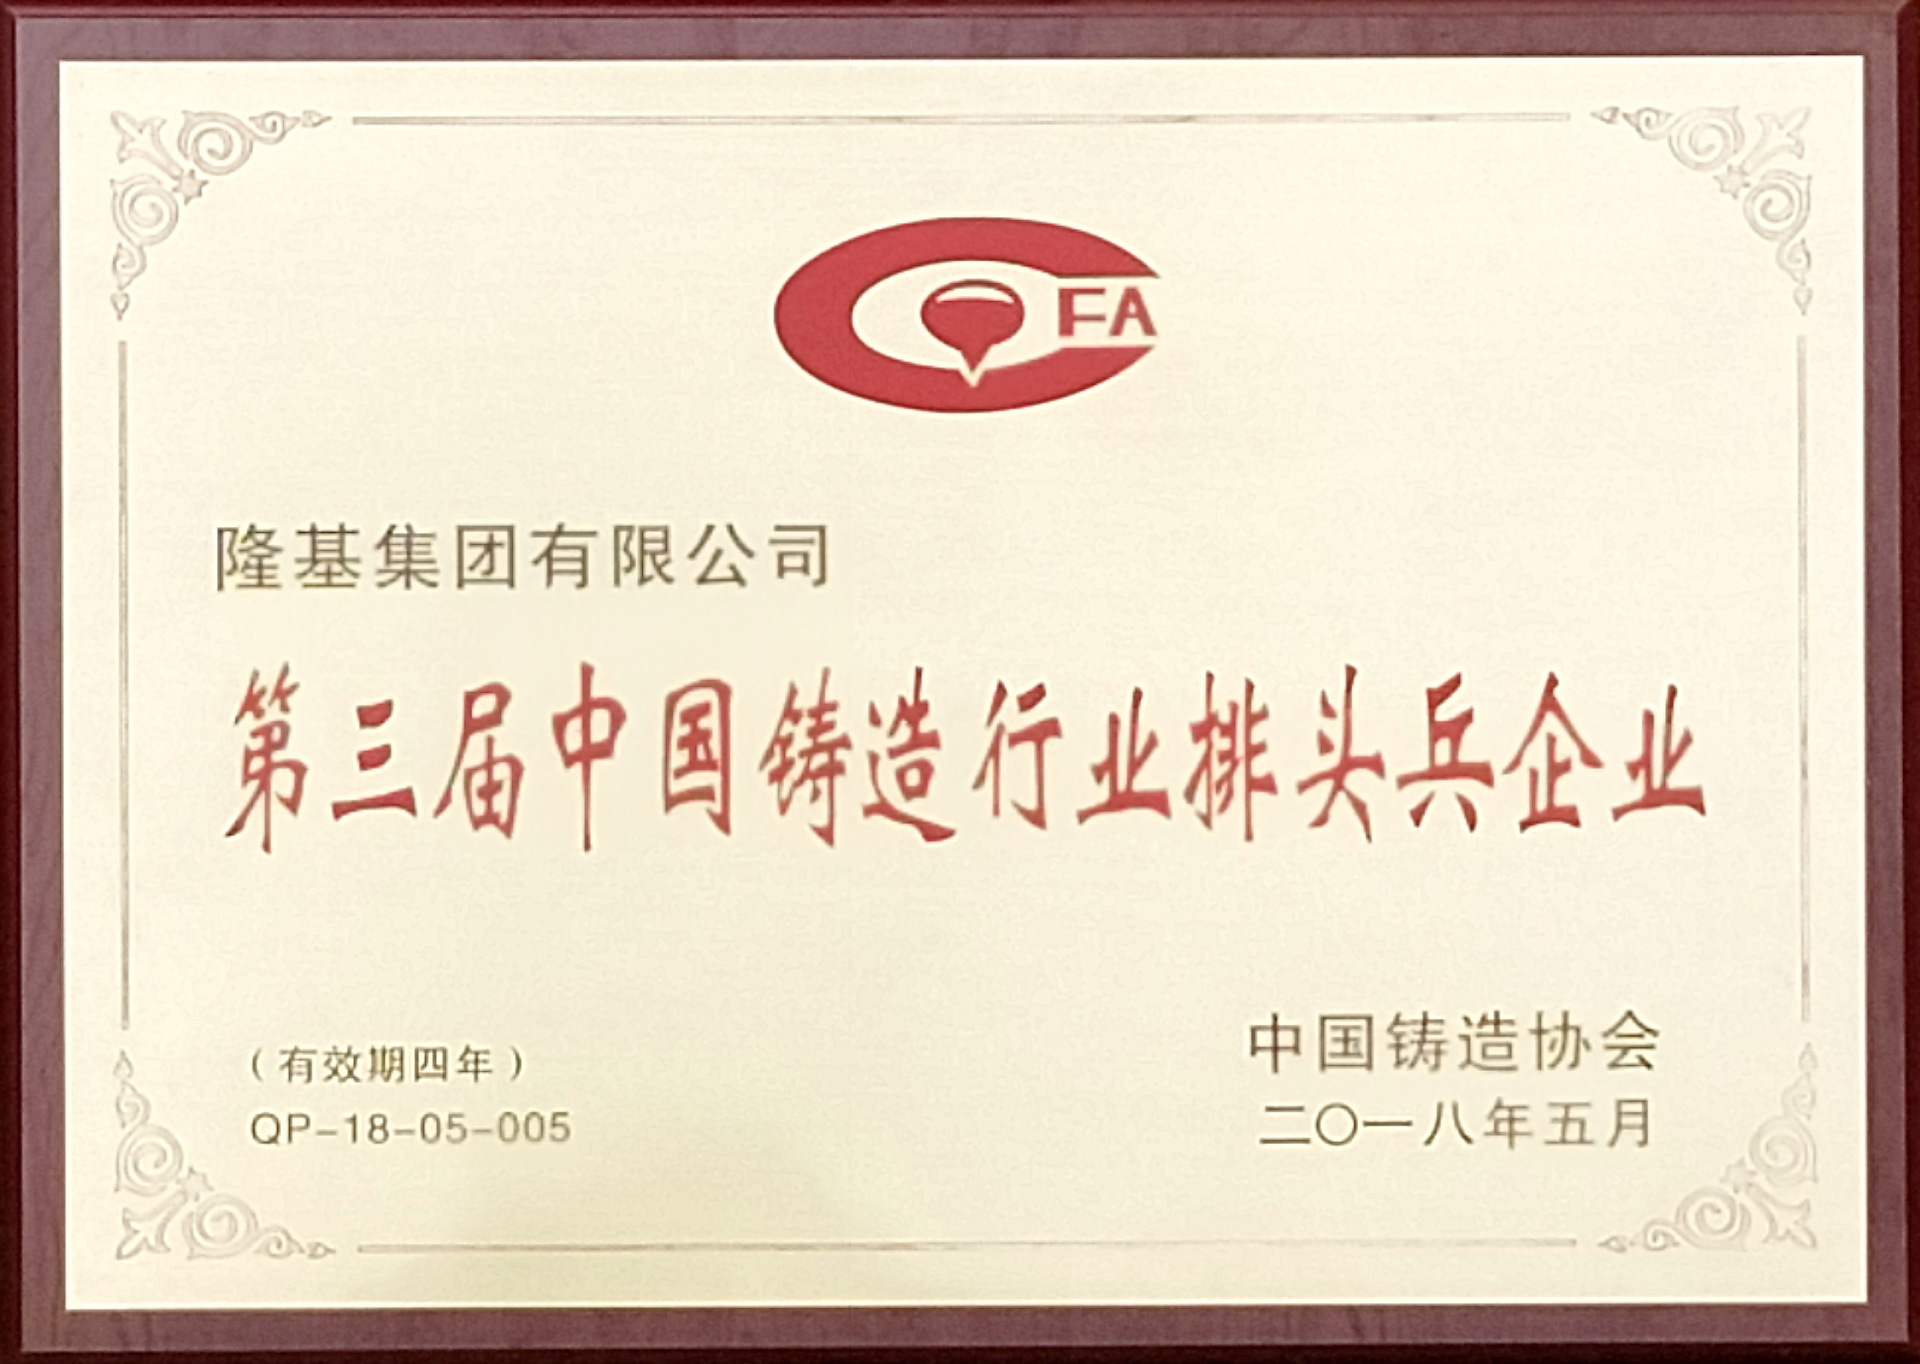 CFA
隆基集团有限公司
第三届中国铸造行业排头兵企业
（有效期四年）
QP-18-05-005
中国铸造协会
二〇一八年五月